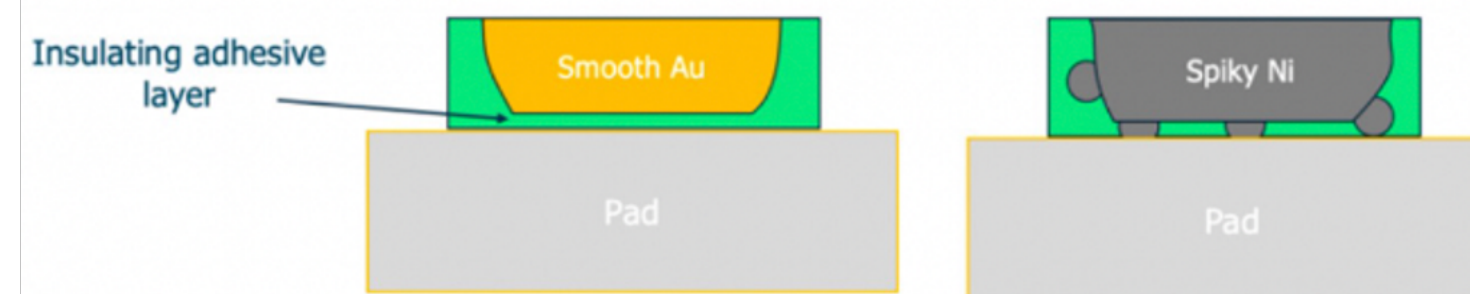 Insulating adhesive
layer
Smooth Au
Pad
Spiky Ni
Pad